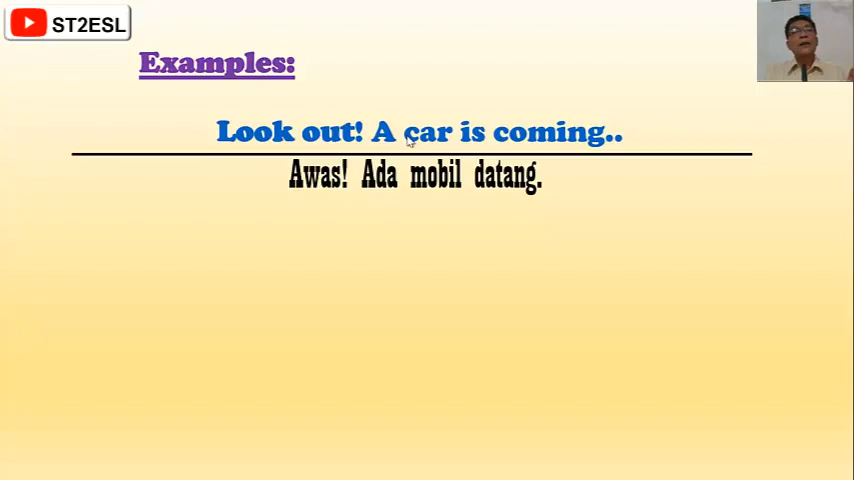 ST2ESL
Examples:
Look out! A car is coming..
Awas! Ada mobil datang.